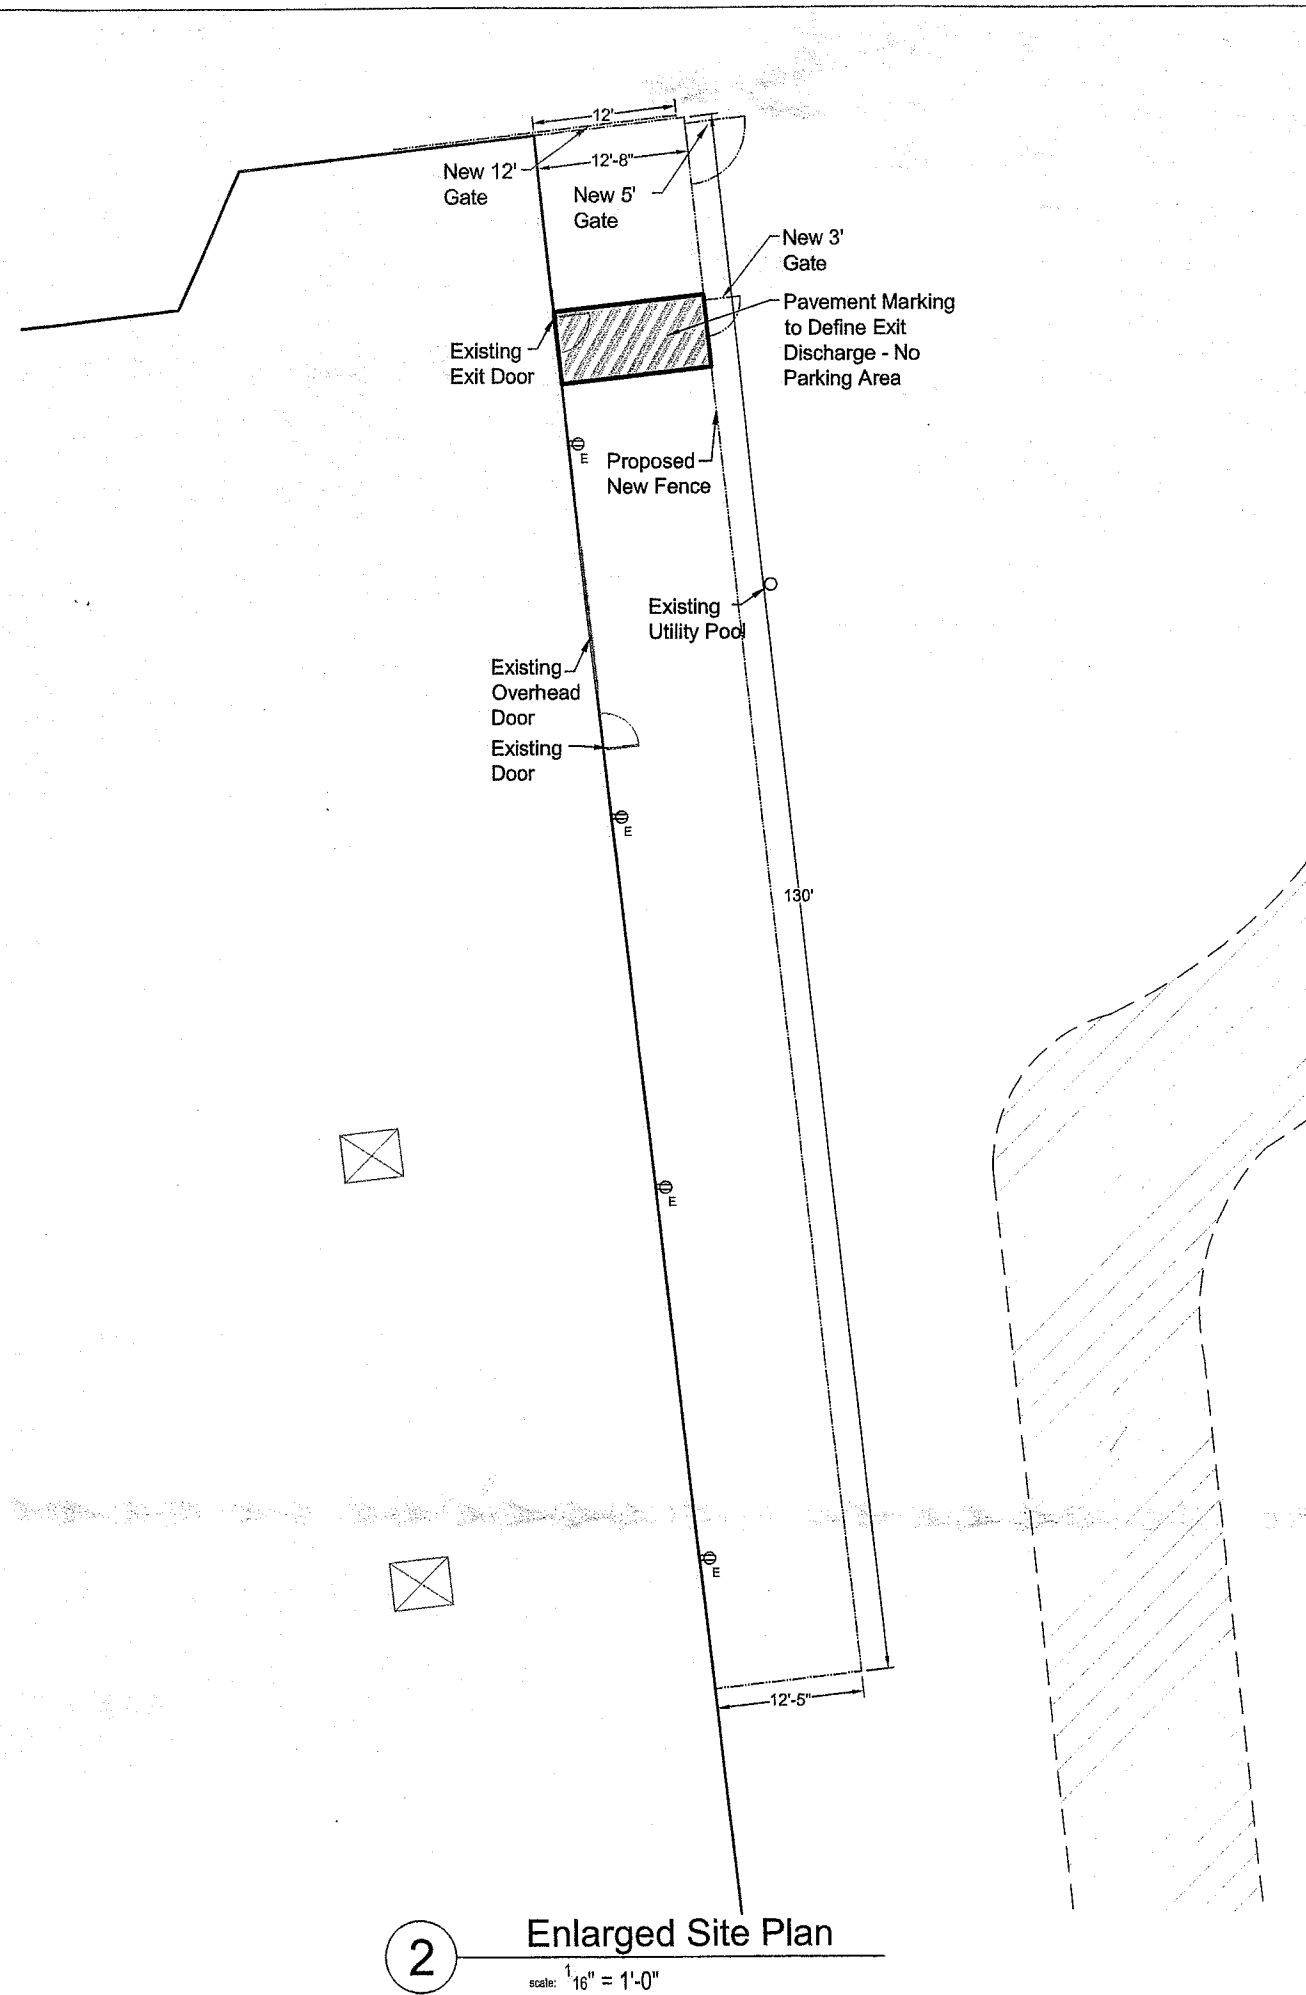 12'
12'-8"
New 12'
Gate
New 5'
Gate
New 3'
Gate
Pavement Marking
to Define Exit
Discharge - No
Parking Area
Existing
Exit Door
E
Proposed
New Fence
Existing
Utility Pool
Existing
Overhead
Door
Existing
Door
E
130'
E
E
12'-5"
2
Enlarged Site Plan
scale: 1/16" = 1'-0"